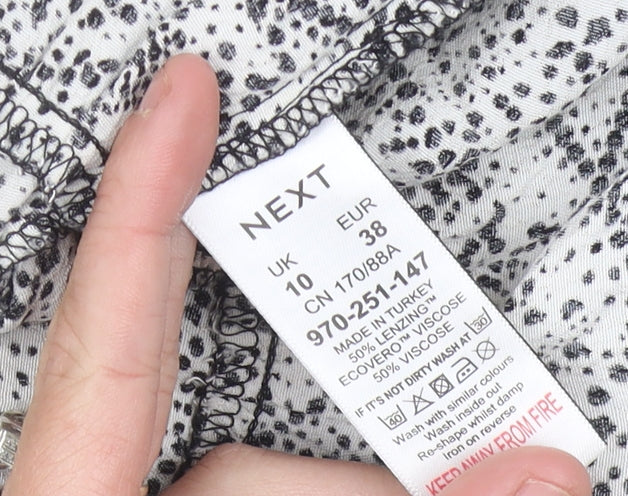 NEXT
UK EUR
10 38
CN 170/88A
970-251-147
MADE IN TURKEY
50% LENZING™
ECOVERO™ VISCOSE
50% VISCOSE
IF IT'S NOT DIRTY WASH AT 30
40
Wash with similar colours
Wash inside out
Re-shape whilst damp
Iron on reverse
KEEP AWAY FROM FIRE